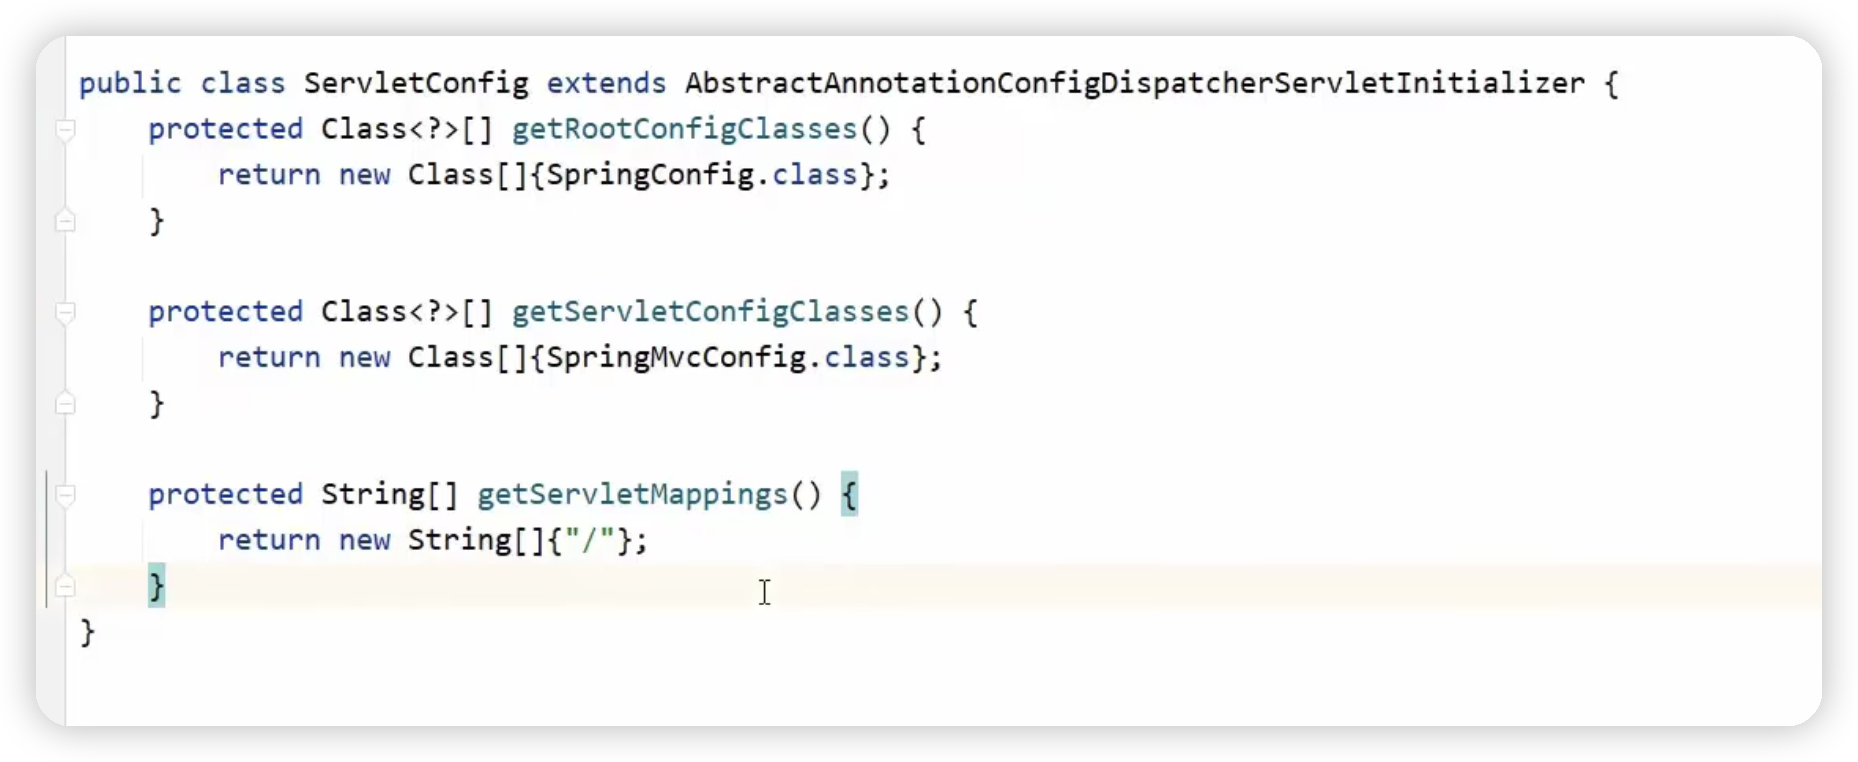 public class ServletConfig extends AbstractAnnotationConfigDispatcherServletInitializer {
    protected Class<?>[] getRootConfigClasses() {
        return new Class[]{SpringConfig.class};
    }

    protected Class<?>[] getServletConfigClasses() {
        return new Class[]{SpringMvcConfig.class};
    }

    protected String[] getServletMappings() {
        return new String[]{"/"};
    }
}